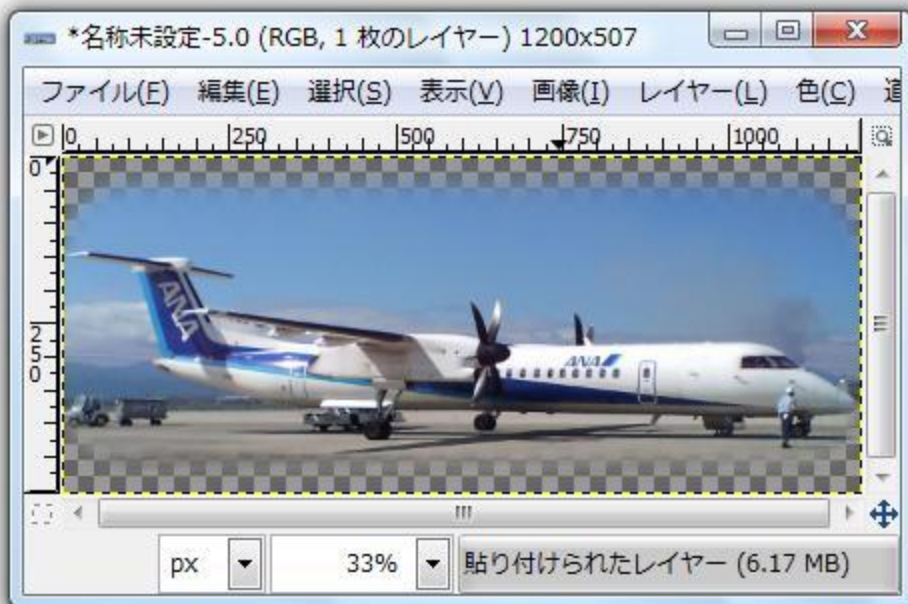 *名称未設定-5.0 (RGB, 1 枚のレイヤー) 1200x507
ファイル(F) 編集(E) 選択(S) 表示(V) 画像(I) レイヤー(L) 色(C) 道
0 250 500 750 1000
0
250
ANA
ANA
px 33% 貼り付けられたレイヤー (6.17 MB)